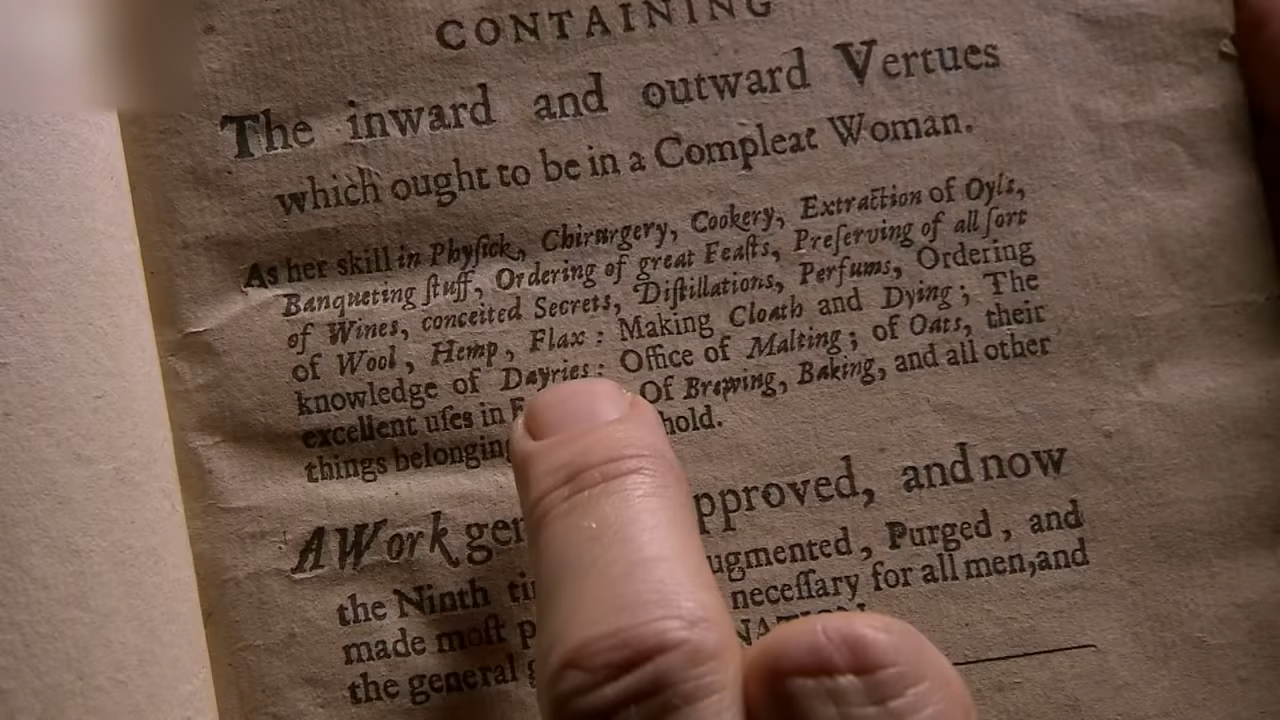 CONTAINING
The inward and outward Vertues
which ought to be in a Compleat Woman.
As her skill in Phyſick, Chirurgery, Cookery, Extraction of Oyls,
Banqueting ſtuff, Ordering of great Feaſts, Preſerving of all ſort
of Wines, conceited Secrets, Diſtillations, Perfums, Ordering
of Wool, Hemp, Flax: Making Cloath and Dying; The
knowledge of Dayries: Office of Malting; of Oats, their
excellent uſes in Of Brewing, Baking, and all other
things belonging hold.
A Work pproved, and now
the Ninth ugmented, Purged, and
made moſt neceſſary for all men, and
the general